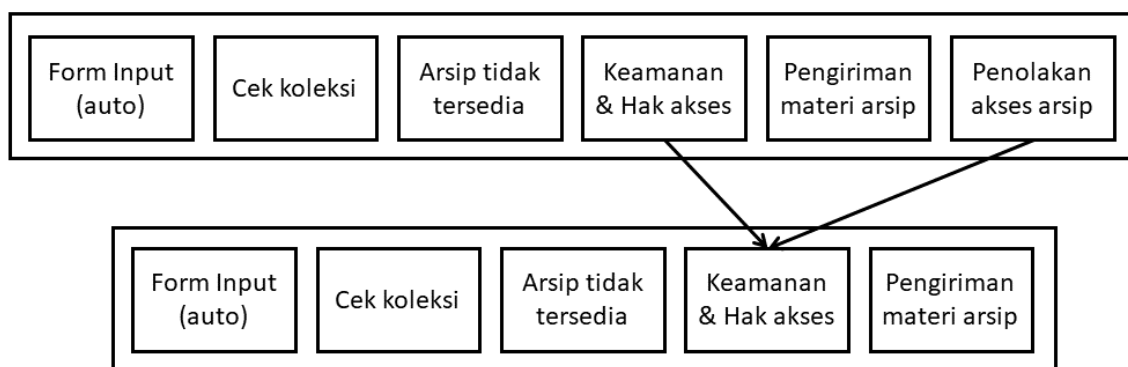 Form Input
(auto)
Cek koleksi
Arsip tidak
tersedia
Keamanan
& Hak akses
Pengiriman
materi arsip
Penolakan
akses arsip
Form Input
(auto)
Cek koleksi
Arsip tidak
tersedia
Keamanan
& Hak akses
Pengiriman
materi arsip